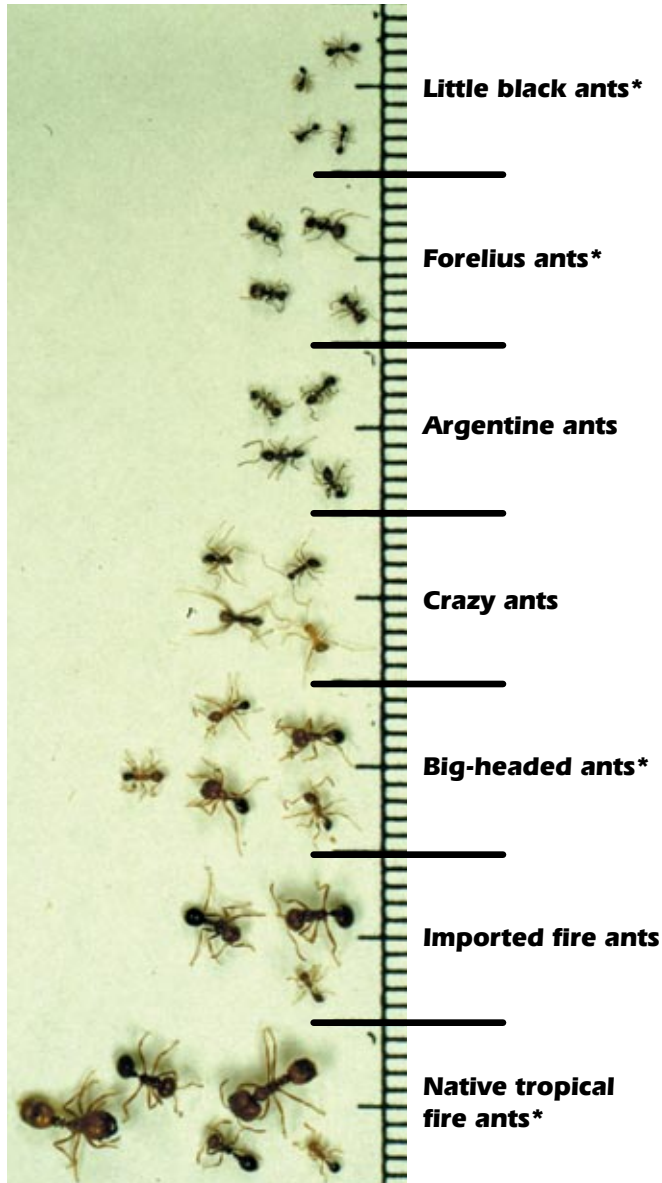 Little black ants*
Forelius ants*
Argentine ants
Crazy ants
Big-headed ants*
Imported fire ants
Native tropical
fire ants*